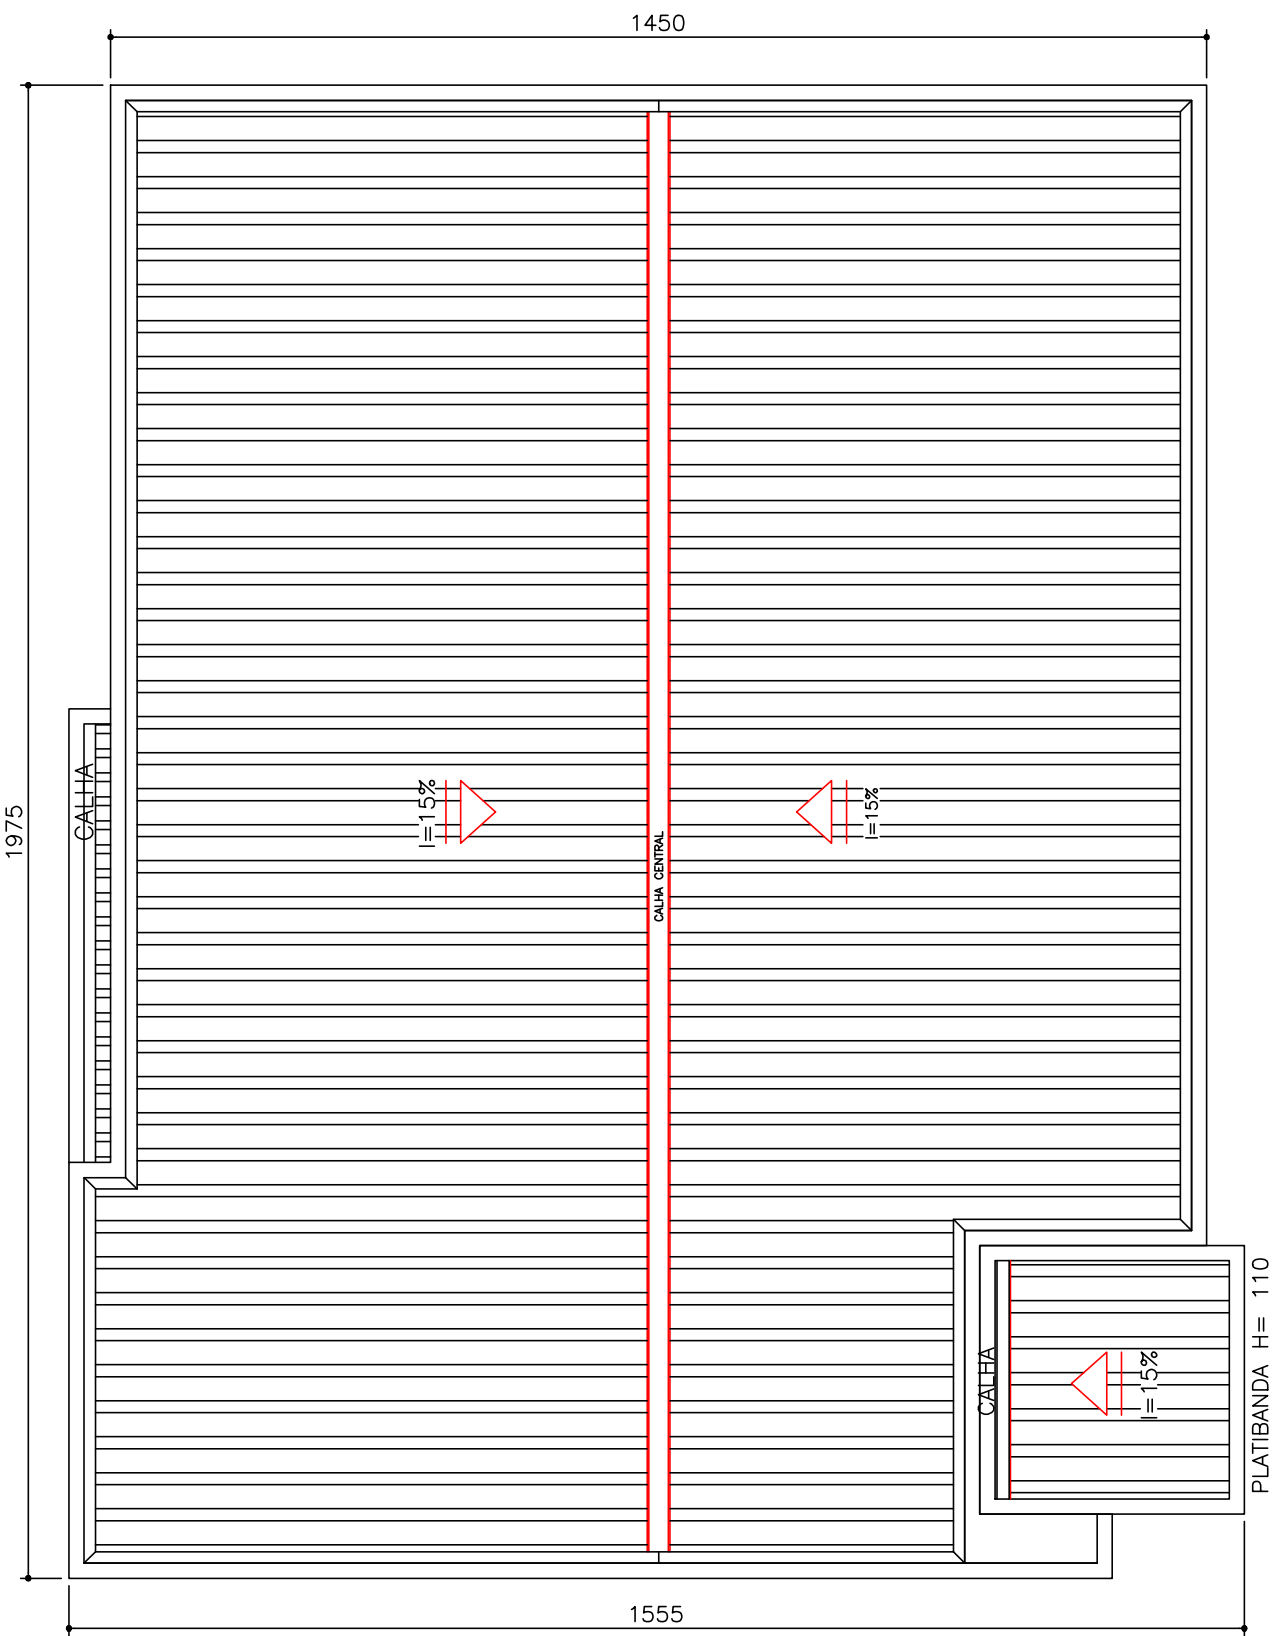 1450
1975
CALHA
I=15%
I=15%
CALHA CENTRAL
CALHA
I=15%
PLATIBANDA H= 110
1555